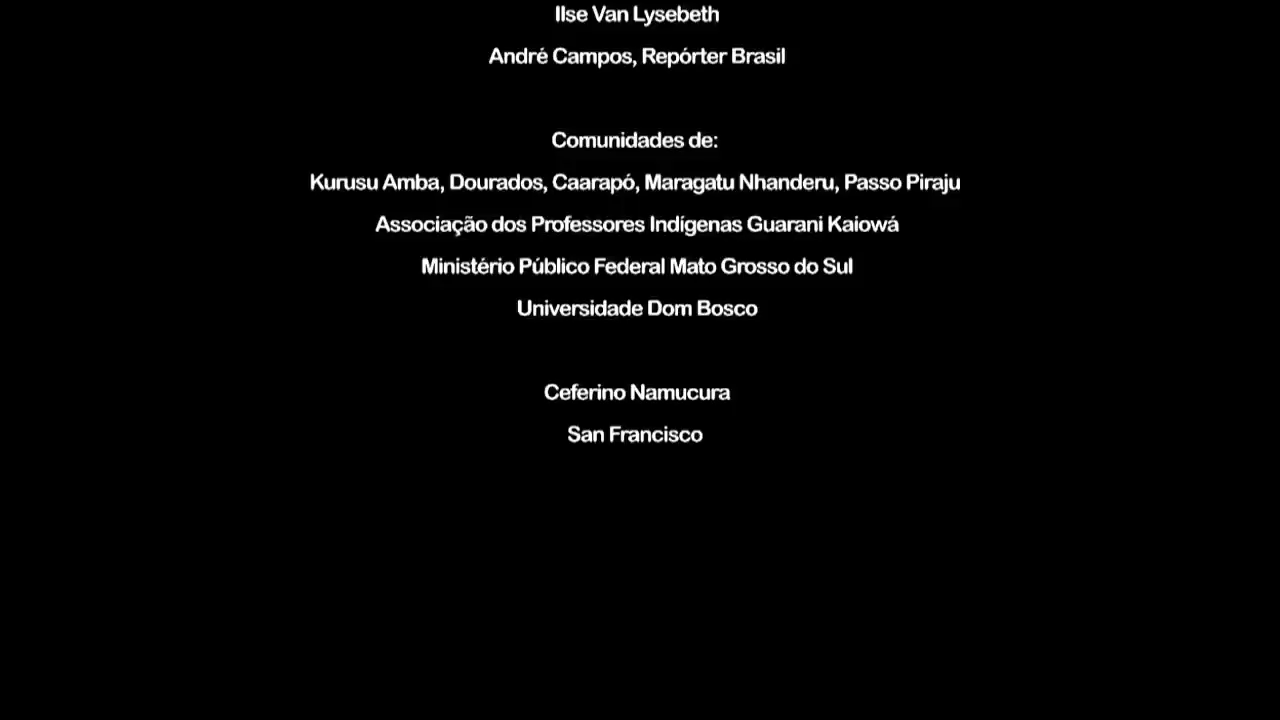 Ilse Van Lysebeth
André Campos, Repórter Brasil
Comunidades de:
Kurusu Amba, Dourados, Caarapó, Maragatu Nhanderu, Passo Piraju
Associação dos Professores Indígenas Guarani Kaiowá
Ministério Público Federal Mato Grosso do Sul
Universidade Dom Bosco
Ceferino Namucura
San Francisco